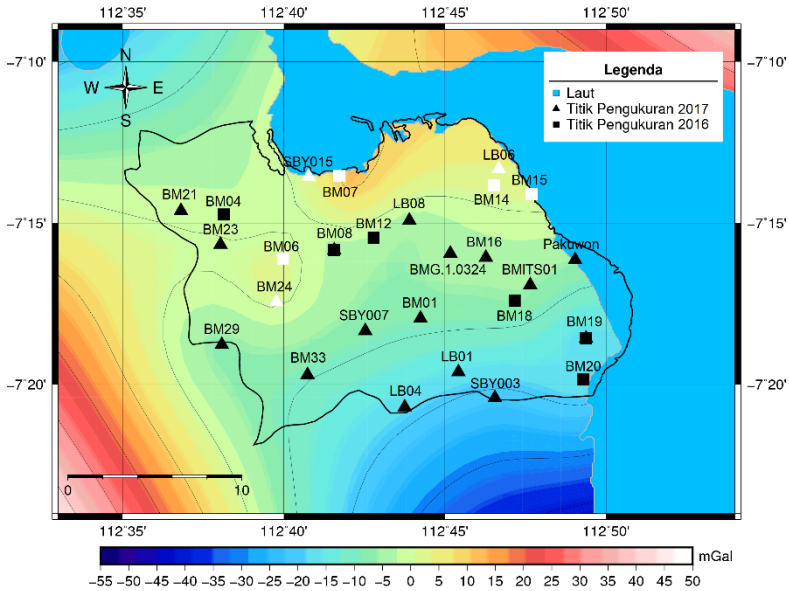 112˚35'
112˚40'
112˚45'
112˚50'
-7˚10'
-7˚10'
N
W
E
S
Legenda
Laut
Titik Pengukuran 2017
Titik Pengukuran 2016
SBY015
LB06
BM07
BM14
BM15
-7˚15'
-7˚15'
BM21
BM04
LB08
BM23
BM12
BM08
BM06
BM16
Pakuwon
BMG.1.0324
BMITS01
BM24
BM18
SBY007
BM01
BM19
BM29
BM33
LB01
BM20
-7˚20'
-7˚20'
LB04
SBY003
0
10
112˚35'
112˚40'
112˚45'
112˚50'
mGal
-55 -50 -45 -40 -35 -30 -25 -20 -15 -10 -5 0 5 10 15 20 25 30 35 40 45 50